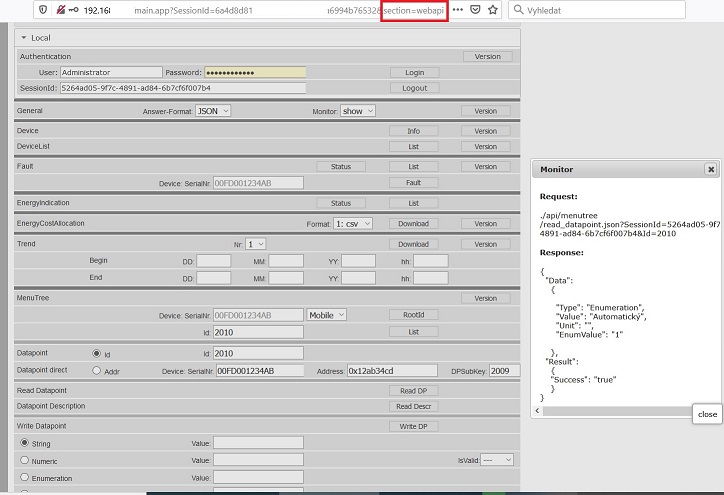 192.16 main.app?SessionId=6a4d8d81 6994b765328 section=webapi ••• Vyhledat
Local
Authentication Version
User: Administrator Password: •••••••••••• Login
SessionId: 5264ad05-9f7c-4891-ad84-6b7cf6f007b4 Logout
General Answer-Format: JSON Monitor: show Version
Device Info Version
DeviceList List Version
Fault Status List Version
Device: SerialNr. 00FD001234AB Fault
EnergyIndication Status List
EnergyCostAllocation Format: 1: csv Download Version
Trend Nr: 1 Download Version
Begin DD: MM: YY: hh:
End DD: MM: YY: hh:
MenuTree Version
Device: SerialNr. 00FD001234AB Mobile RootId
Id: 2010 List
Datapoint Id Id: 2010
Datapoint direct Addr Device: SerialNr. 00FD001234AB Address: 0x12ab34cd DPSubKey: 2009
Read Datapoint Read DP
Datapoint Description Read Descr
Write Datapoint Write DP
String Value:
Numeric Value: IsValid: ---
Enumeration Value:
Monitor
Request:
./api/menutree
/read_datapoint.json?SessionId=5264ad05-9f7
4891-ad84-6b7cf6f007b4&Id=2010
Response:
{
"Data":
{
"Type": "Enumeration",
"Value": "Automatický",
"Unit": "",
"EnumValue": "1"
},
"Result":
{
"Success": "true"
}
}
close